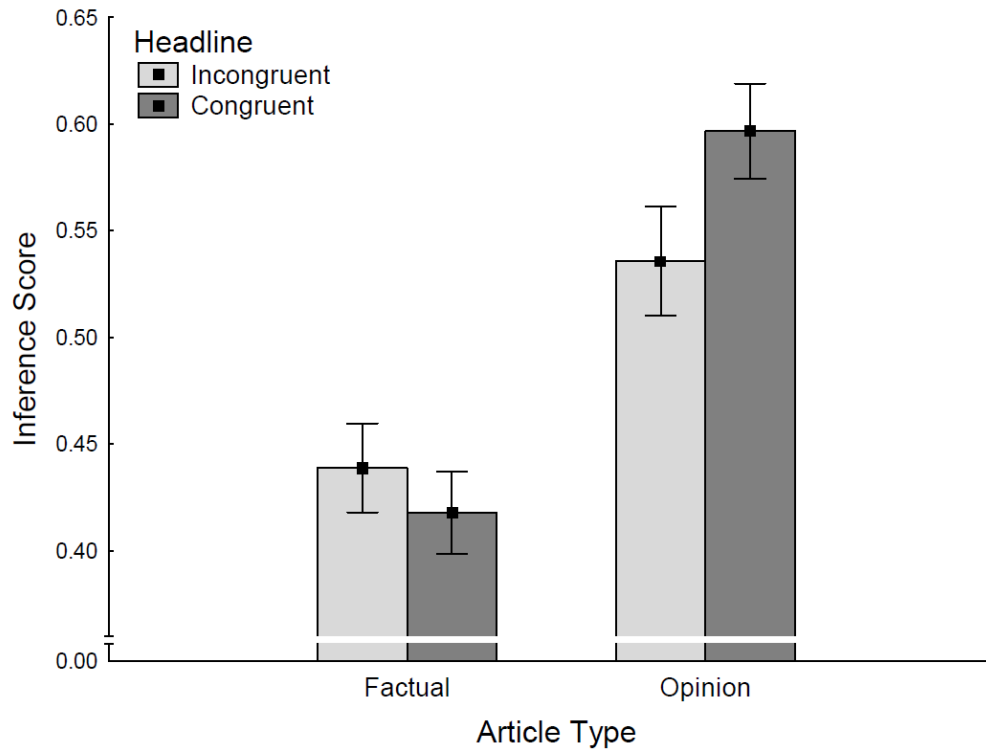 0.65
Headline
Incongruent
Congruent
0.60
0.55
0.50
0.45
0.40
0.00
Inference Score
Factual
Opinion
Article Type